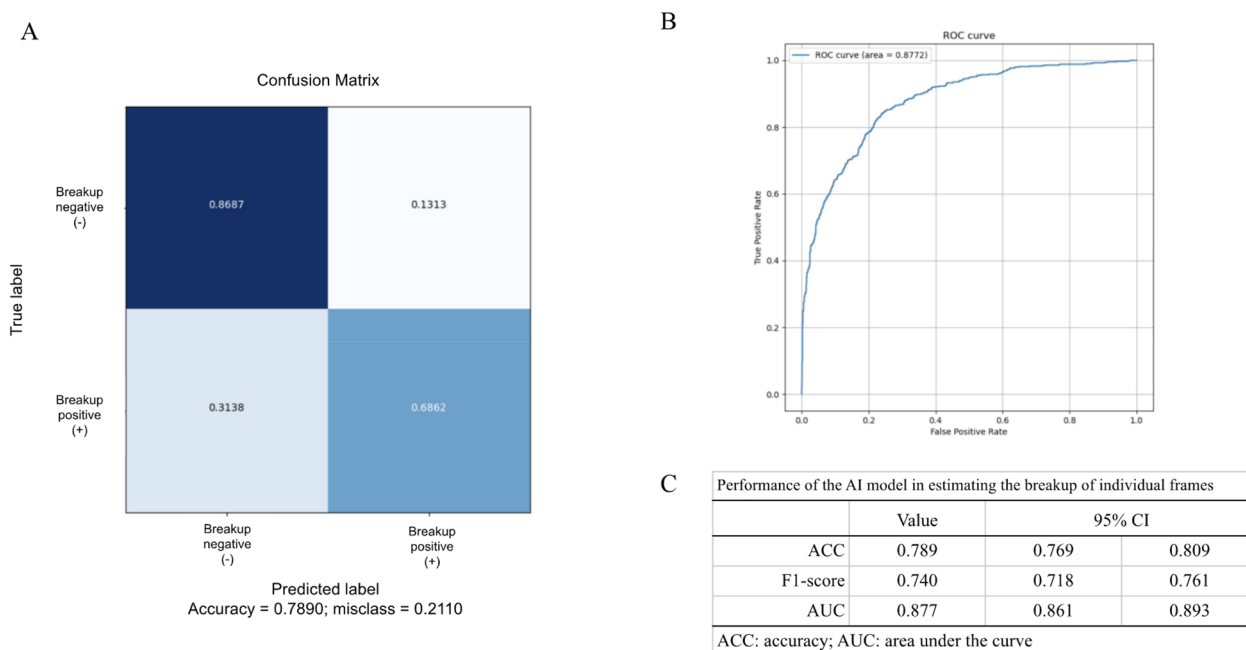 A
Confusion Matrix
Breakup
negative
(-)
0.8687
0.1313
True label
Breakup
positive
(+)
0.3138
0.6862
Breakup
negative
(-)
Breakup
positive
(+)
Predicted label
Accuracy = 0.7890; misclass = 0.2110
B
ROC curve
ROC curve (area = 0.8772)
1.0
0.8
0.6
0.4
0.2
0.0
True Positive Rate
0.0 0.2 0.4 0.6 0.8 1.0
False Positive Rate
C
Performance of the AI model in estimating the breakup of individual frames
Value 95% CI
ACC 0.789 0.769 0.809
F1-score 0.740 0.718 0.761
AUC 0.877 0.861 0.893
ACC: accuracy; AUC: area under the curve